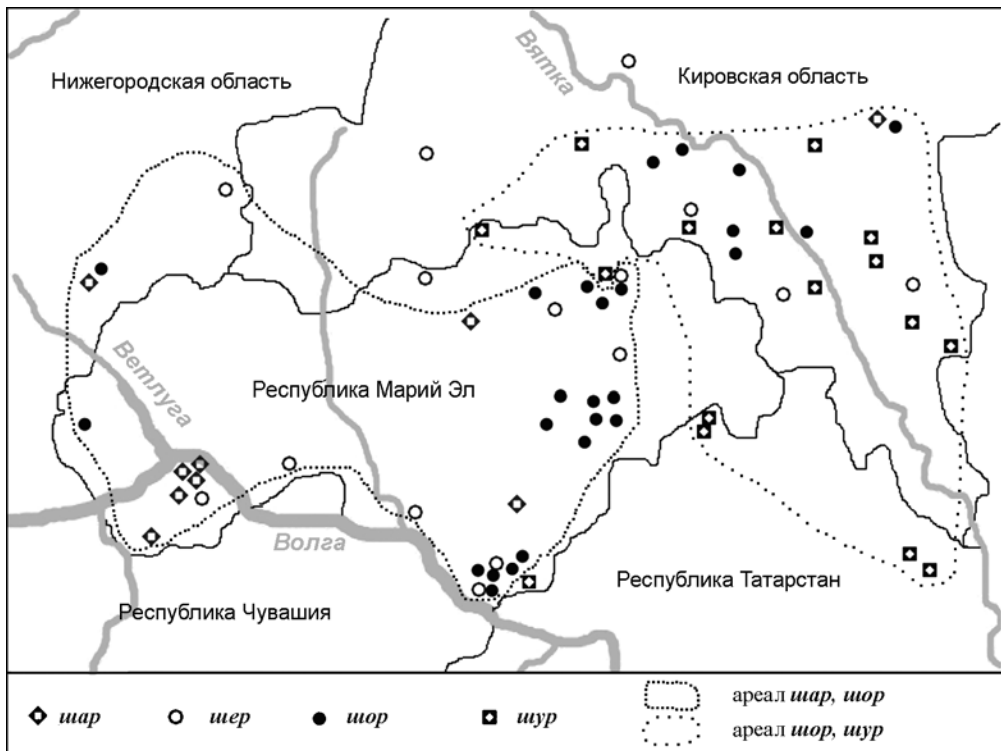 Вятка
Нижегородская область
Кировская область
Ветлуга
Республика Марий Эл
Волга
Республика Татарстан
Республика Чувашия
шар
шер
шор
шур
ареал шар, шор
ареал шор, шур